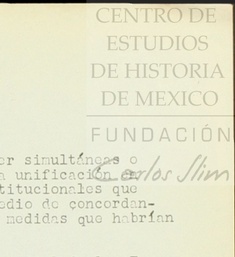 CENTRO DE
ESTUDIOS
DE HISTORIA
DE MEXICO
FUNDACIÓN
Carlos Slim
er simultáneas o
a unificación
titucionales que
edio de concordan-
medidas que habrían